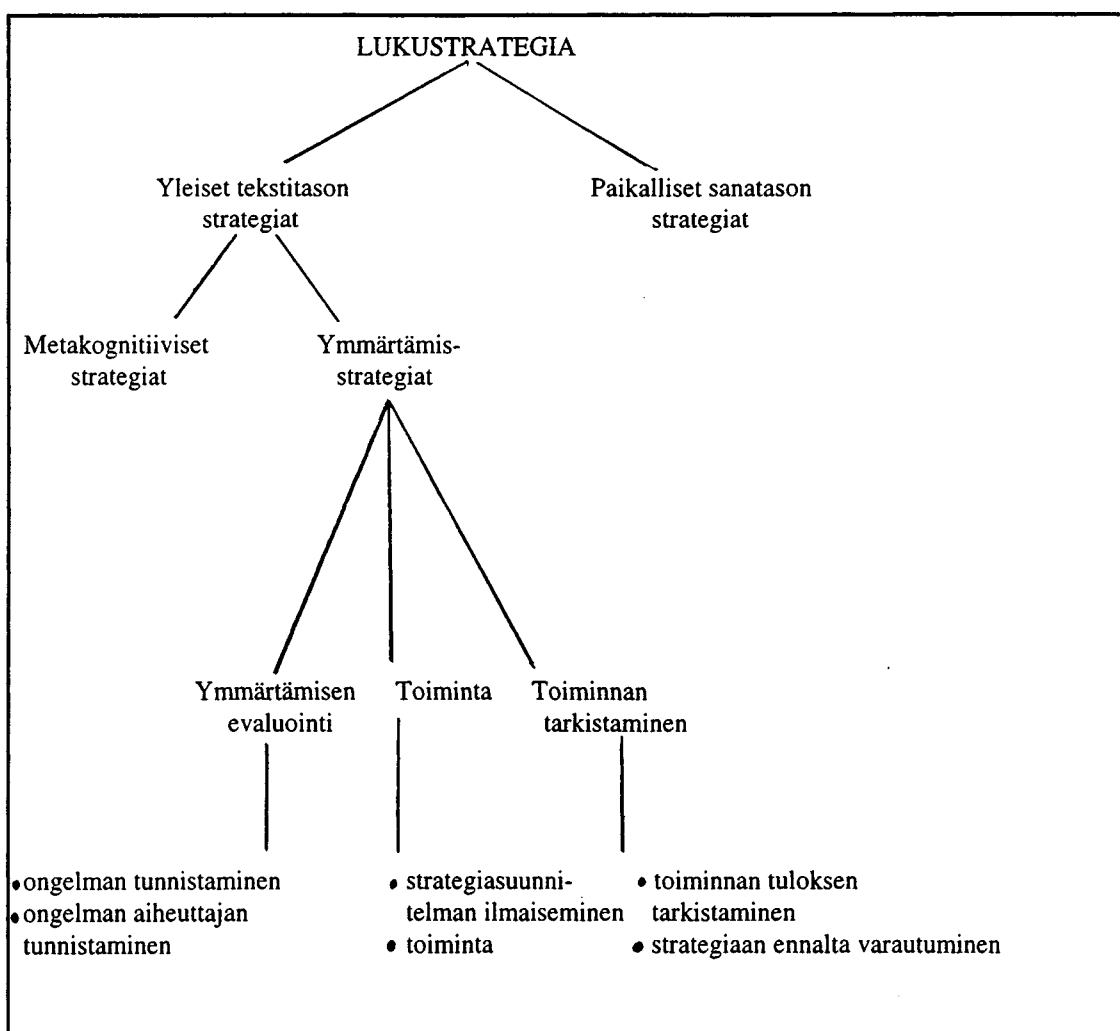 LUKUSTRATEGIA
Yleiset tekstitason
strategiat
Paikalliset sanatason
strategiat
Metakognitiiviset
strategiat
Ymmärtämis-
strategiat
Ymmärtämisen
evaluointi
Toiminta
Toiminnan
tarkistaminen
• ongelman tunnistaminen
• ongelman aiheuttajan
tunnistaminen
• strategiasuunni-
telman ilmaiseminen
• toiminta
• toiminnan tuloksen
tarkistaminen
• strategiaan ennalta varautuminen